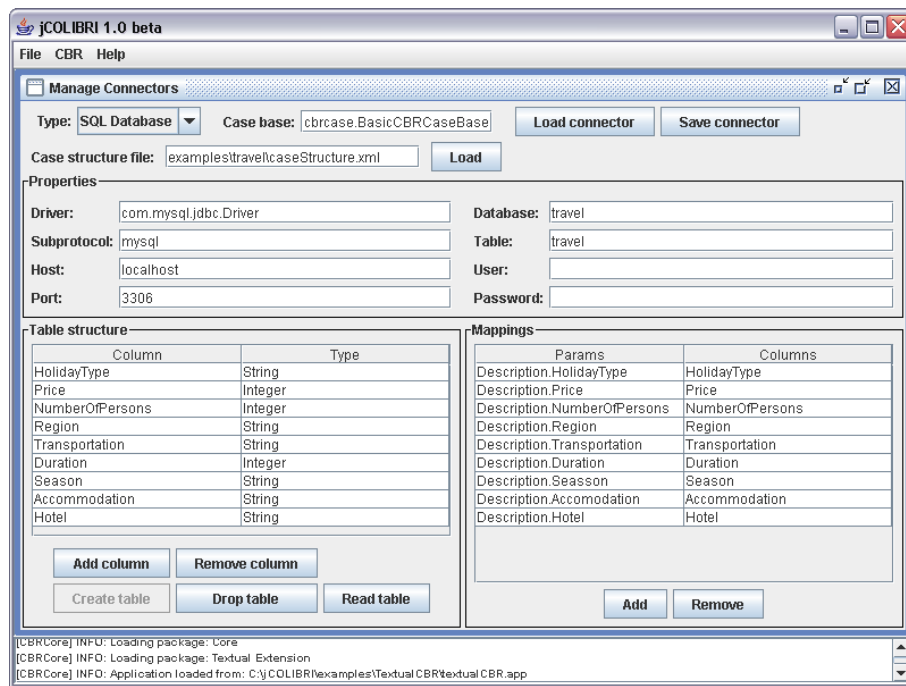 jCOLIBRI 1.0 beta
File CBR Help
Manage Connectors
Type: SQL Database Case base: cbrcase.BasicCBRCaseBase Load connector Save connector
Case structure file: examples\travel\caseStructure.xml Load
Properties
Driver: com.mysql.jdbc.Driver Database: travel
Subprotocol: mysql Table: travel
Host: localhost User:
Port: 3306 Password:
Table structure Mappings
Column Type Params Columns
HolidayType String Description.HolidayType HolidayType
Price Integer Description.Price Price
NumberOfPersons Integer Description.NumberOfPersons NumberOfPersons
Region String Description.Region Region
Transportation String Description.Transportation Transportation
Duration Integer Description.Duration Duration
Season String Description.Seasson Season
Accommodation String Description.Accomodation Accommodation
Hotel String Description.Hotel Hotel
Add column Remove column
Create table Drop table Read table Add Remove
[CBRCore] INFO: Loading package: Core
[CBRCore] INFO: Loading package: Textual Extension
[CBRCore] INFO: Application loaded from: C:\jCOLIBRI\examples\TextualCBR\textualCBR.app